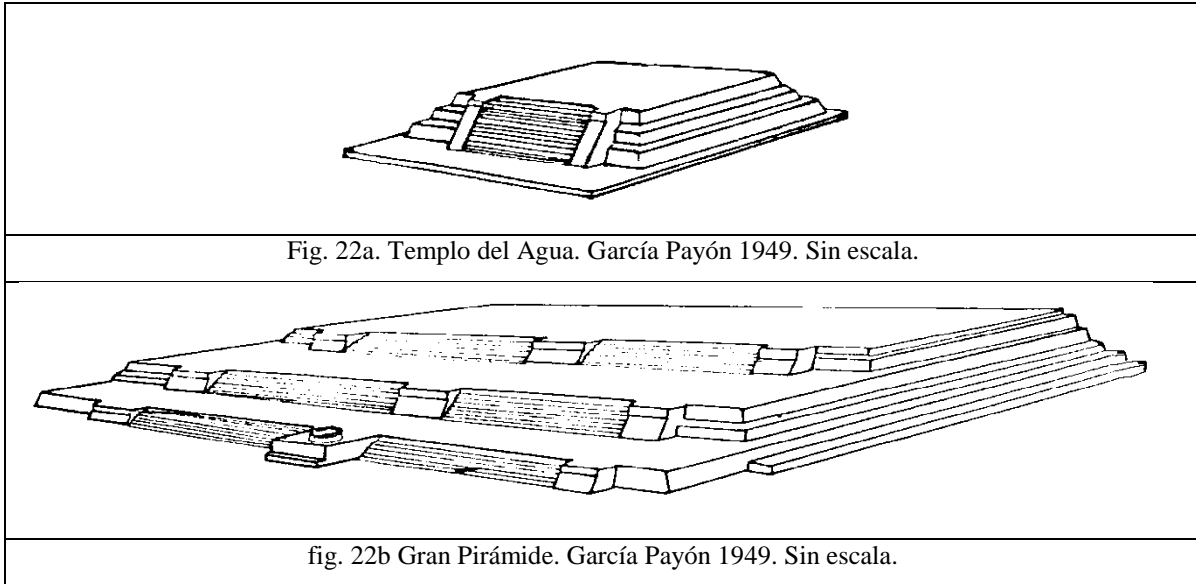 Fig. 22a. Templo del Agua. García Payón 1949. Sin escala.
fig. 22b Gran Pirámide. García Payón 1949. Sin escala.